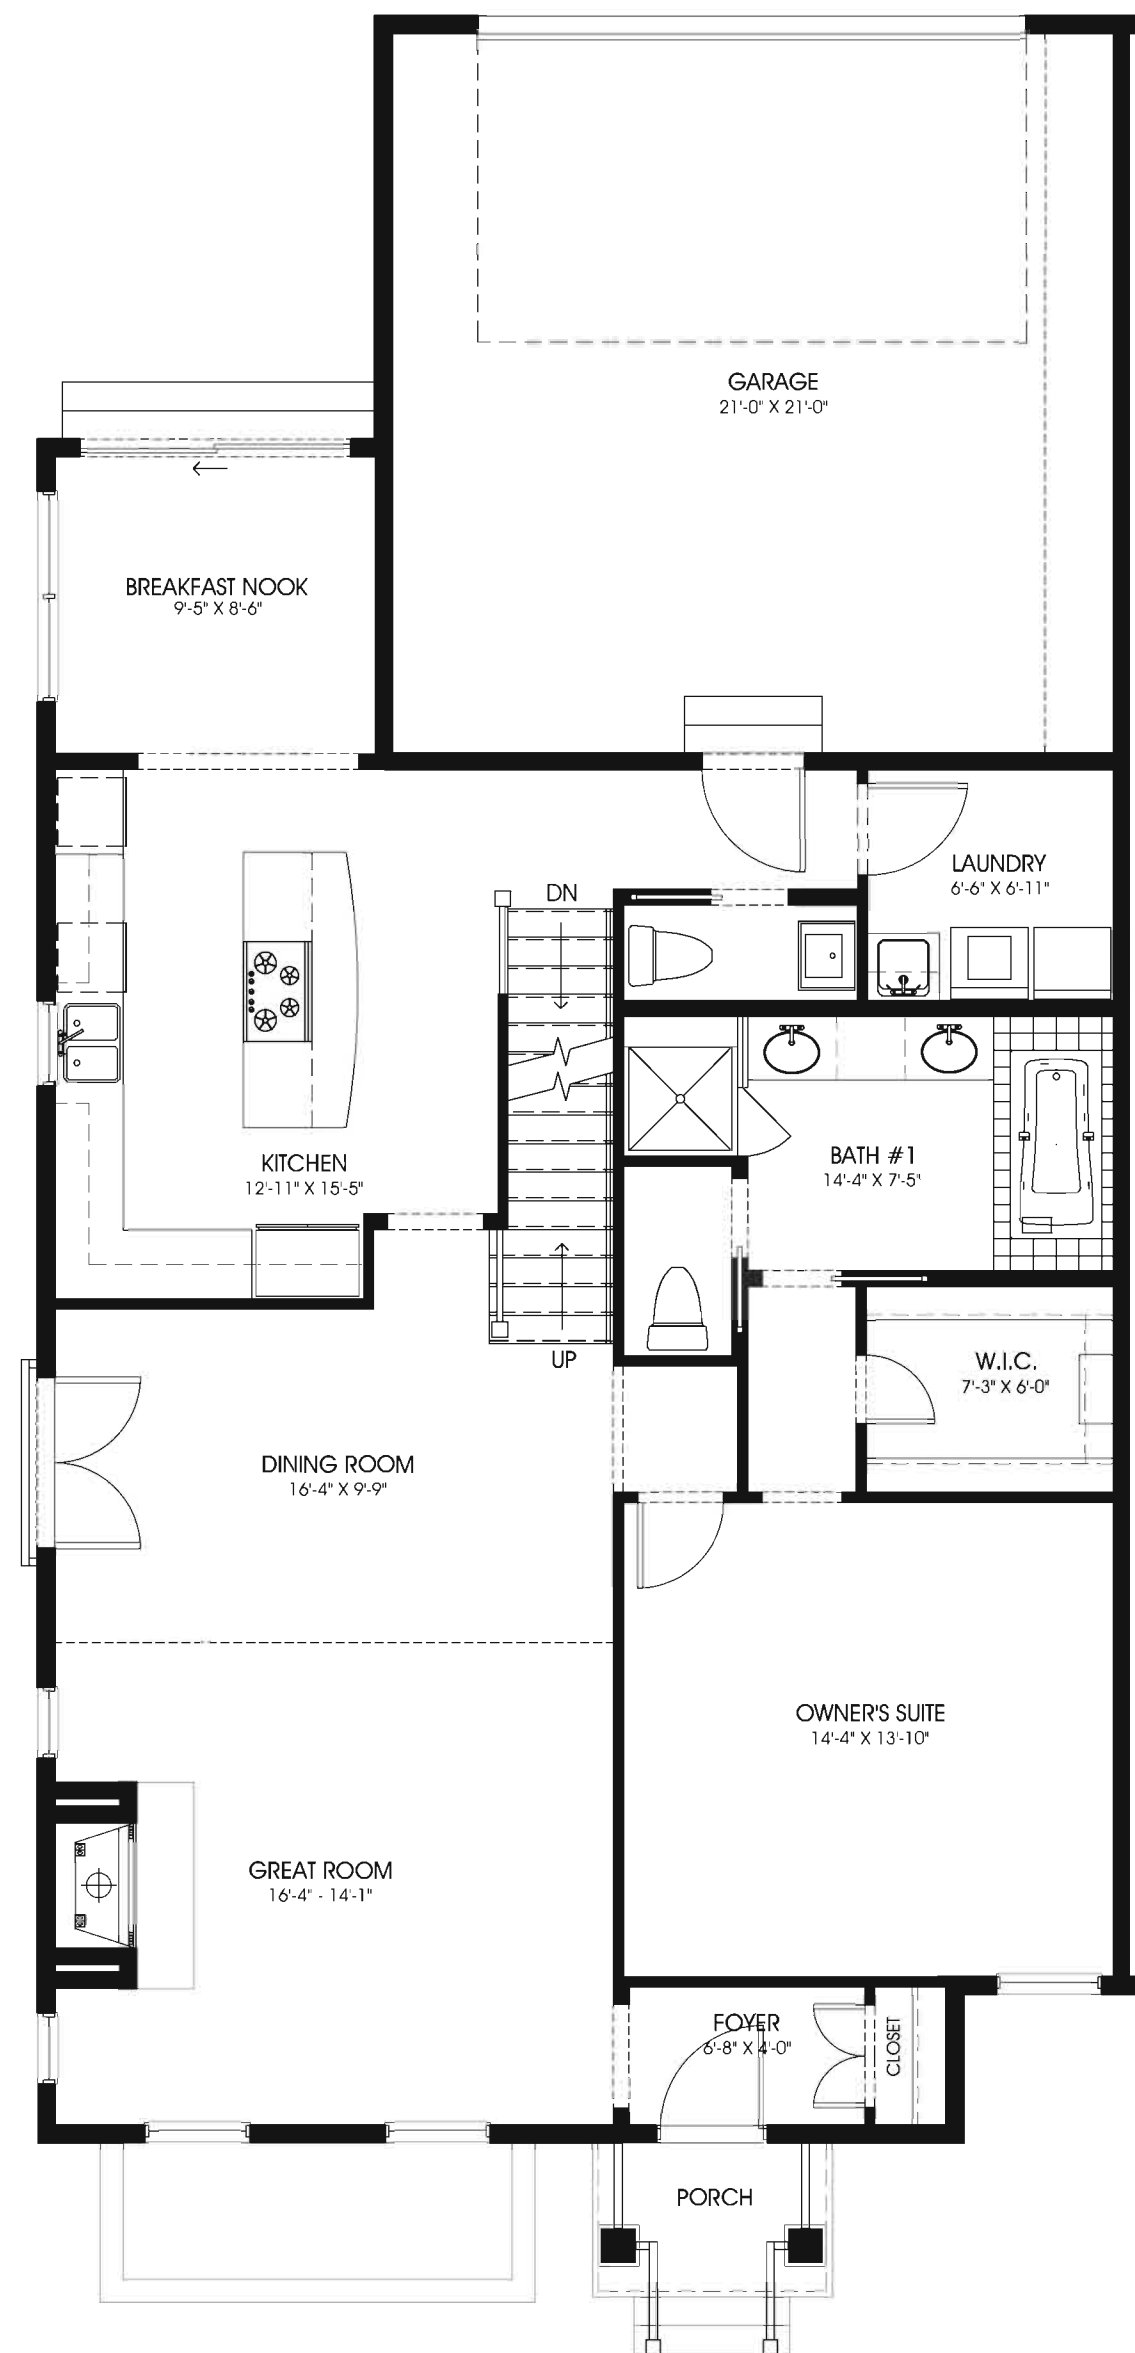 GARAGE
21'-0" X 21'-0"
BREAKFAST NOOK
9'-5" X 8'-6"
LAUNDRY
6'-6" X 6'-11"
DN
KITCHEN
12'-11" X 15'-5"
BATH #1
14'-4" X 7'-5"
UP
W.I.C.
7'-3" X 6'-0"
DINING ROOM
16'-4" X 9'-9"
OWNER'S SUITE
14'-4" X 13'-10"
GREAT ROOM
16'-4" - 14'-1"
FOYER
6'-8" X 4'-0"
CLOSET
PORCH